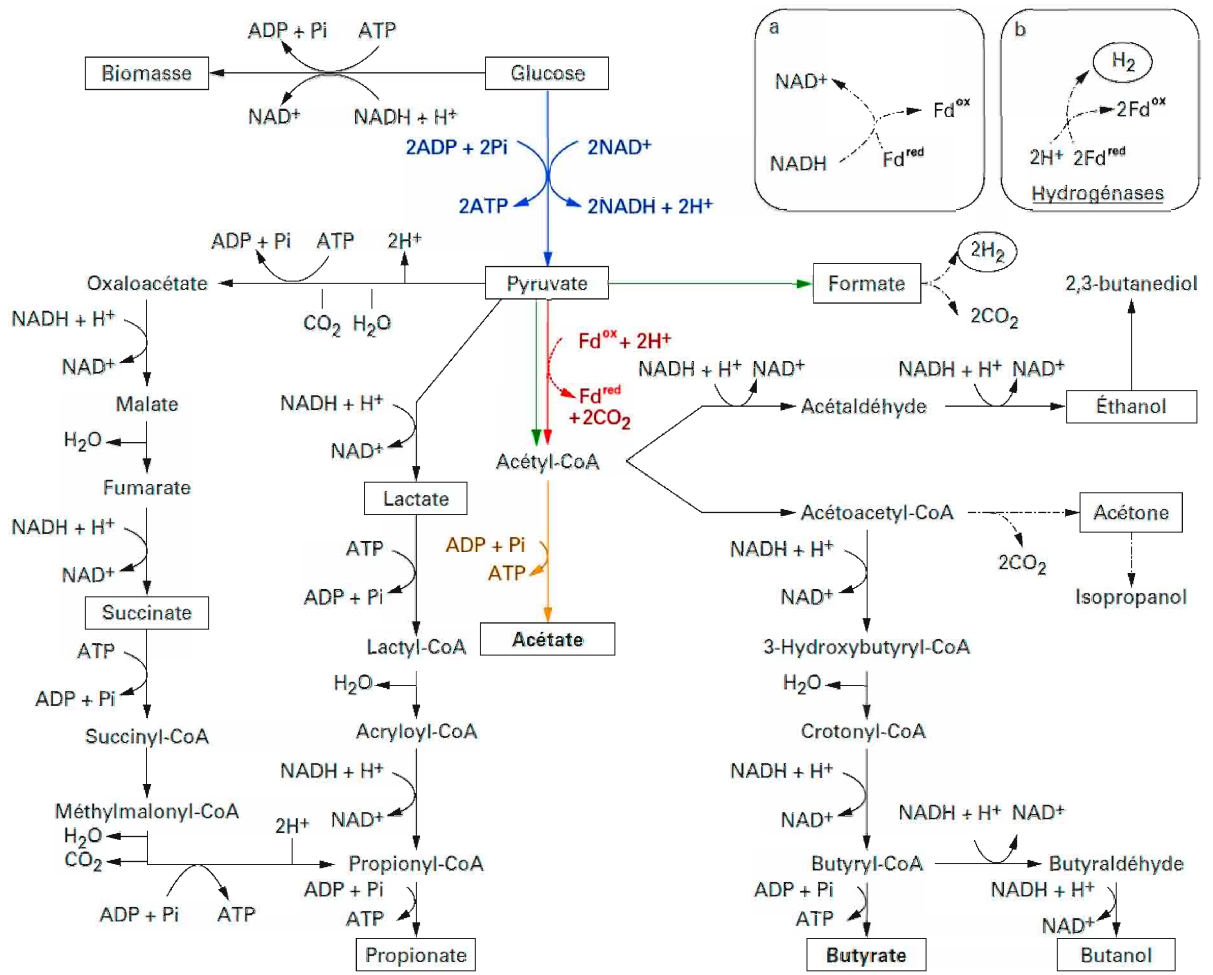 ADP + Pi ATP
Biomasse
Glucose
NAD⁺ NADH + H⁺
a
NAD⁺
Fdᵒˣ
NADH
Fdʳᵉᵈ
b
H₂
2Fdᵒˣ
2H⁺ 2Fdʳᵉᵈ
Hydrogénases
2ADP + 2Pi 2NAD⁺
2ATP 2NADH + 2H⁺
ADP + Pi ATP 2H⁺
Oxaloacétate
Pyruvate
Formate
2H₂
2CO₂
2,3-butanediol
CO₂ H₂O
NADH + H⁺
NAD⁺
Malate
H₂O
Fumarate
NADH + H⁺
NAD⁺
Succinate
ATP
ADP + Pi
Succinyl-CoA
Méthylmalonyl-CoA
H₂O
CO₂
2H⁺
ADP + Pi ATP
NADH + H⁺
NAD⁺
Lactate
ATP
ADP + Pi
Lactyl-CoA
H₂O
Acryloyl-CoA
NADH + H⁺
NAD⁺
Propionyl-CoA
ADP + Pi
ATP
Propionate
Fdᵒˣ + 2H⁺
Fdʳᵉᵈ
+2CO₂
Acétyl-CoA
ADP + Pi
ATP
Acétate
NADH + H⁺ NAD⁺
Acétaldéhyde
NADH + H⁺ NAD⁺
Éthanol
Acétoacetyl-CoA
2CO₂
Acétone
Isopropanol
NADH + H⁺
NAD⁺
3-Hydroxybutyryl-CoA
H₂O
Crotonyl-CoA
NADH + H⁺
NAD⁺
Butyryl-CoA
NADH + H⁺ NAD⁺
Butyraldéhyde
ADP + Pi
ATP
Butyrate
NADH + H⁺
NAD⁺
Butanol